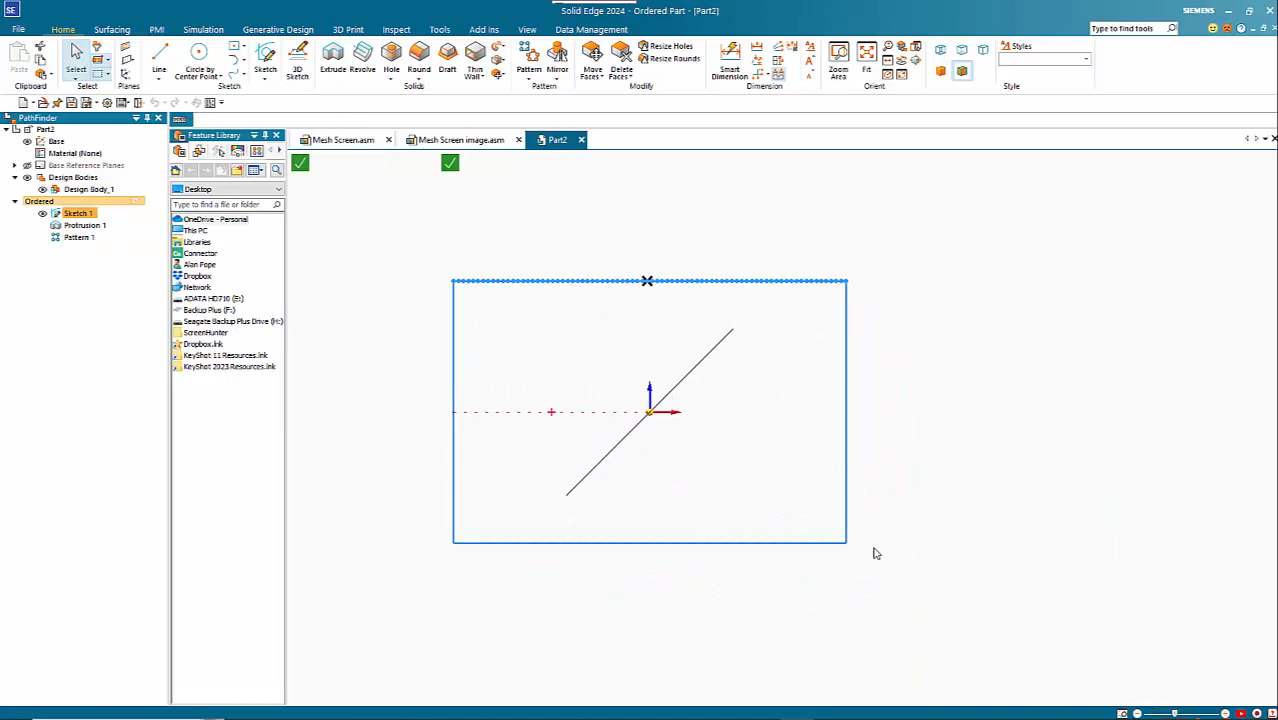 SE
Solid Edge 2024 - Ordered Part - [Part2]
SIEMENS
File
Home
Surfacing
PMI
Simulation
Generative Design
3D Print
Inspect
Tools
Add Ins
View
Data Management
Type to find tools
Paste
Clipboard
Select
Select
Planes
Line
Circle by
Center Point
Sketch
Sketch
3D
Sketch
Extrude
Revolve
Hole
Round
Draft
Thin
Wall
Solids
Pattern
Mirror
Pattern
Move
Faces
Delete
Faces
Resize Holes
Resize Rounds
Modify
Smart
Dimension
Dimension
Zoom
Area
Fit
Orient
Styles
Style
PathFinder
Part2
Base
Material (None)
Base Reference Planes
Design Bodies
Design Body_1
Ordered
Sketch 1
Protrusion 1
Pattern 1
Feature Library
Desktop
Type to find a file or folder
OneDrive - Personal
This PC
Libraries
Connector
Alan Pope
Dropbox
Network
ADATA HD710 (E:)
Backup Plus (F:)
Seagate Backup Plus Drive (H:)
ScreenHunter
Dropbox.lnk
KeyShot 11 Resources.lnk
KeyShot 2023 Resources.lnk
Mesh Screen.asm
Mesh Screen image.asm
Part2